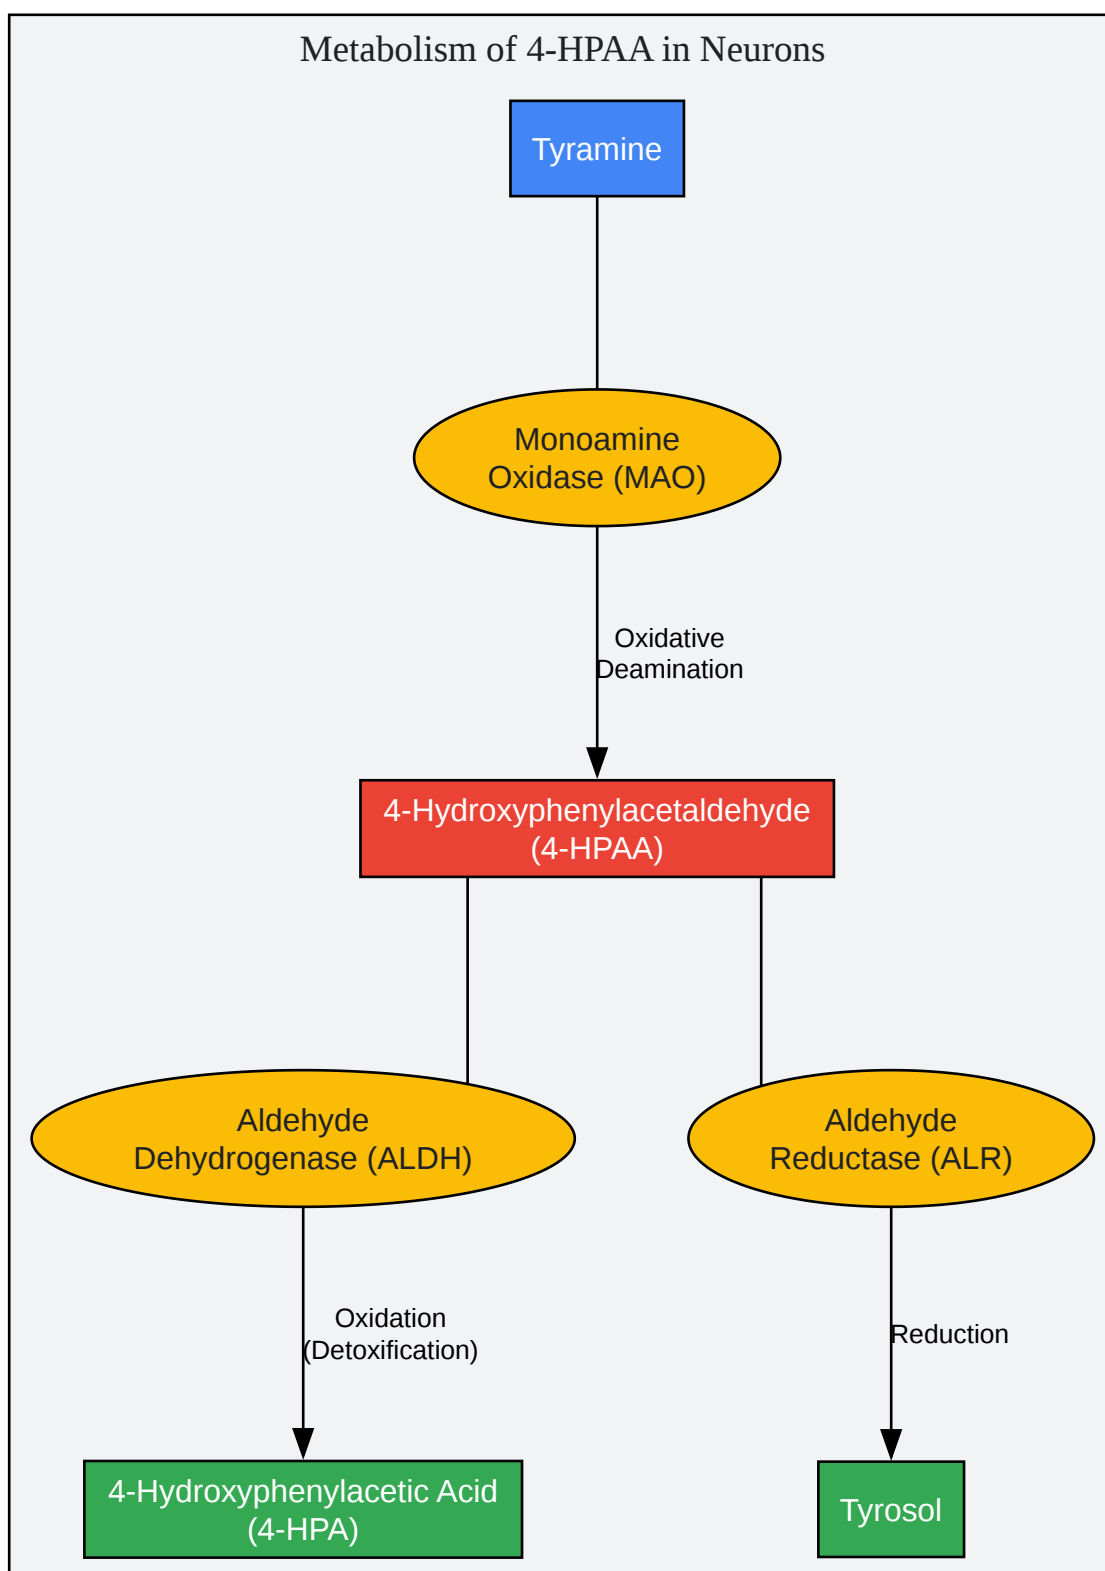 Metabolism of 4-HPAA in Neurons
Tyramine
Monoamine
Oxidase (MAO)
Oxidative
Deamination
4-Hydroxyphenylacetaldehyde
(4-HPAA)
Aldehyde
Dehydrogenase (ALDH)
Aldehyde
Reductase (ALR)
Oxidation
(Detoxification)
Reduction
4-Hydroxyphenylacetic Acid
(4-HPA)
Tyrosol